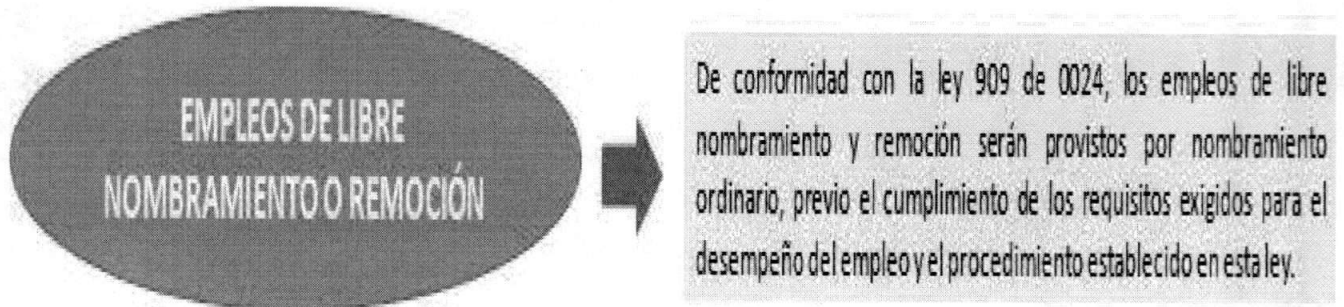 EMPLEOS DE LIBRE
NOMBRAMIENTO O REMOCIÓN
De conformidad con la ley 909 de 0024, los empleos de libre
nombramiento y remoción serán provistos por nombramiento
ordinario, previo el cumplimiento de los requisitos exigidos para el
desempeño del empleo y el procedimiento establecido en esta ley.